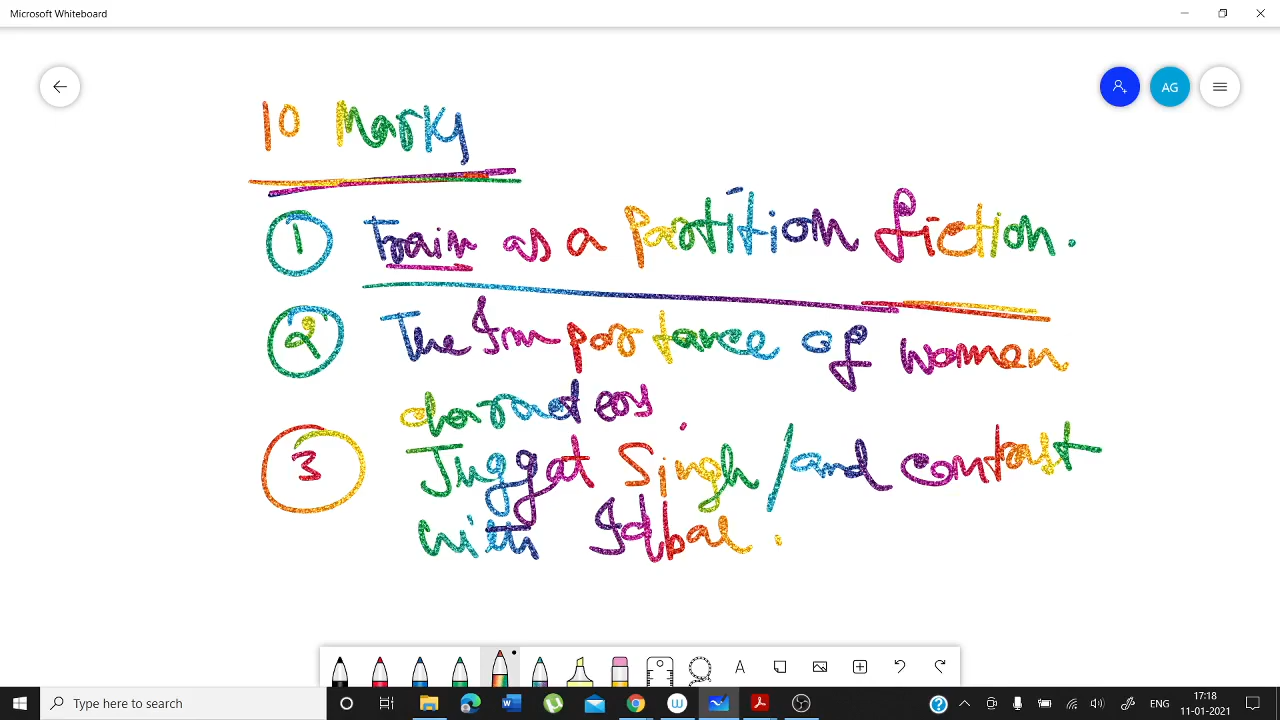 Microsoft Whiteboard
AG
10 Marks
1 Train as a partition fiction.
2 The Importance of women
characters.
3 Juggat Singh/and contrast
with Iqbal.
A
Type here to search
ENG
17:18
11-01-2021